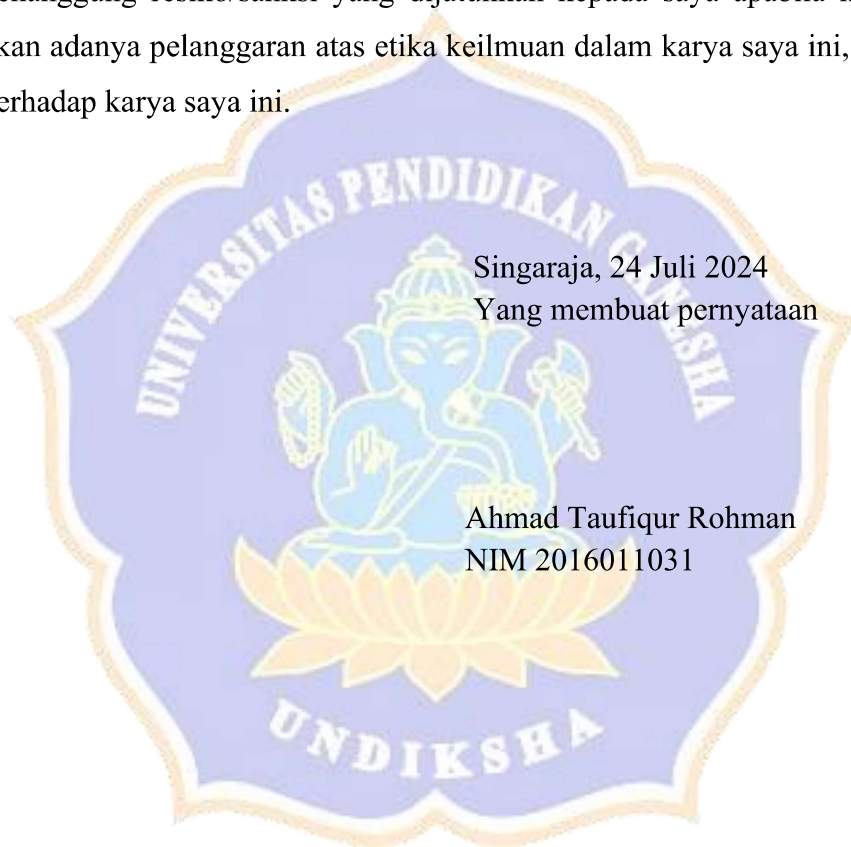 kan adanya pelanggaran atas etika keilmuan dalam karya saya ini,
erhadap karya saya ini.
UNIVERSITAS PENDIDIKAN GANESHA
Singaraja, 24 Juli 2024
Yang membuat pernyataan
Ahmad Taufiqur Rohman
NIM 2016011031
UNDIKSHA